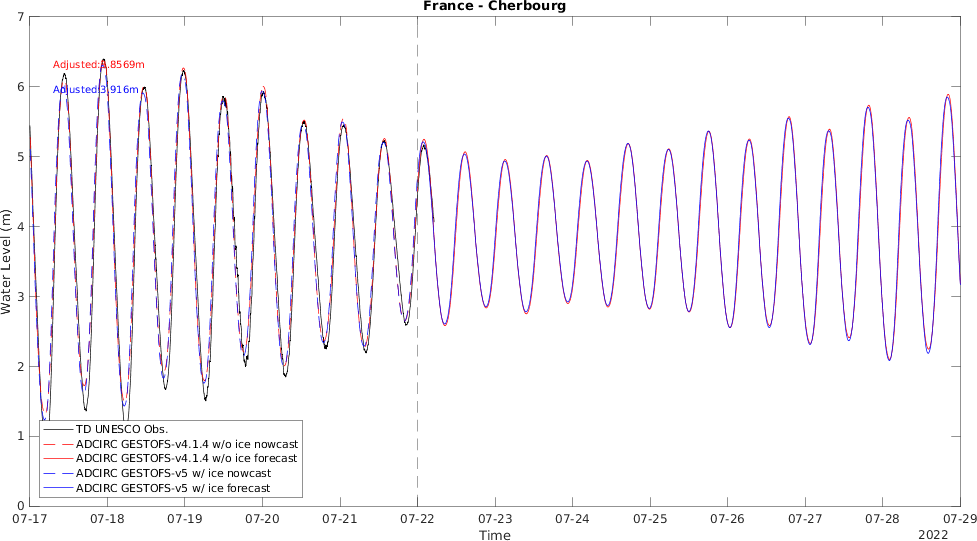 France - Cherbourg
Water Level (m)
7
6
5
4
3
2
1
0
Adjusted:.8569m
Adjusted:3.916m
TD UNESCO Obs.
ADCIRC GESTOFS-v4.1.4 w/o ice nowcast
ADCIRC GESTOFS-v4.1.4 w/o ice forecast
ADCIRC GESTOFS-v5 w/ ice nowcast
ADCIRC GESTOFS-v5 w/ ice forecast
07-17 07-18 07-19 07-20 07-21 07-22 07-23 07-24 07-25 07-26 07-27 07-28 07-29
Time
2022